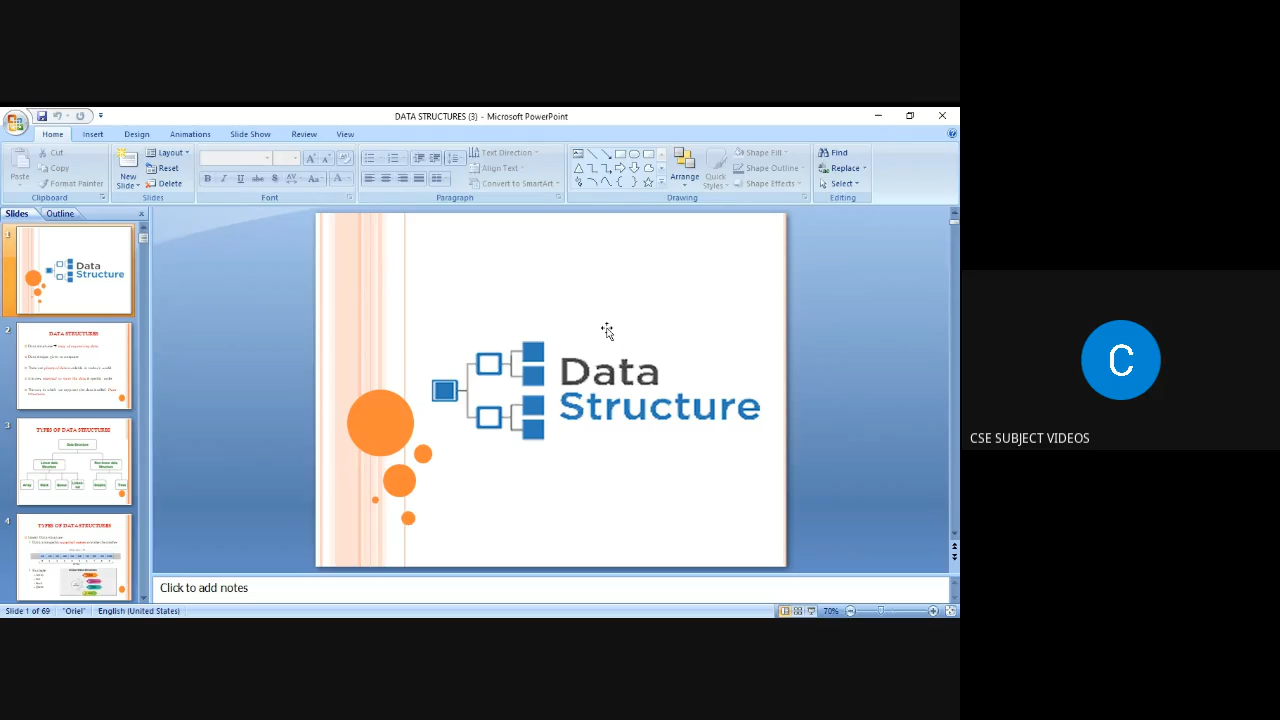 DATA STRUCTURES (3) - Microsoft PowerPoint
Home Insert Design Animations Slide Show Review View
Paste
Cut
Copy
Format Painter
Clipboard
New
Slide
Layout
Reset
Delete
Slides
Font
Text Direction
Align Text
Convert to SmartArt
Paragraph
Arrange
Quick
Styles
Shape Fill
Shape Outline
Shape Effects
Drawing
Find
Replace
Select
Editing
Slides Outline
1
Data
Structure
2
DATA STRUCTURES
3
TYPES OF DATA STRUCTURES
4
TYPES OF DATA STRUCTURES
Data
Structure
Click to add notes
Slide 1 of 69 "Oriel" English (United States) 70%
C
CSE SUBJECT VIDEOS